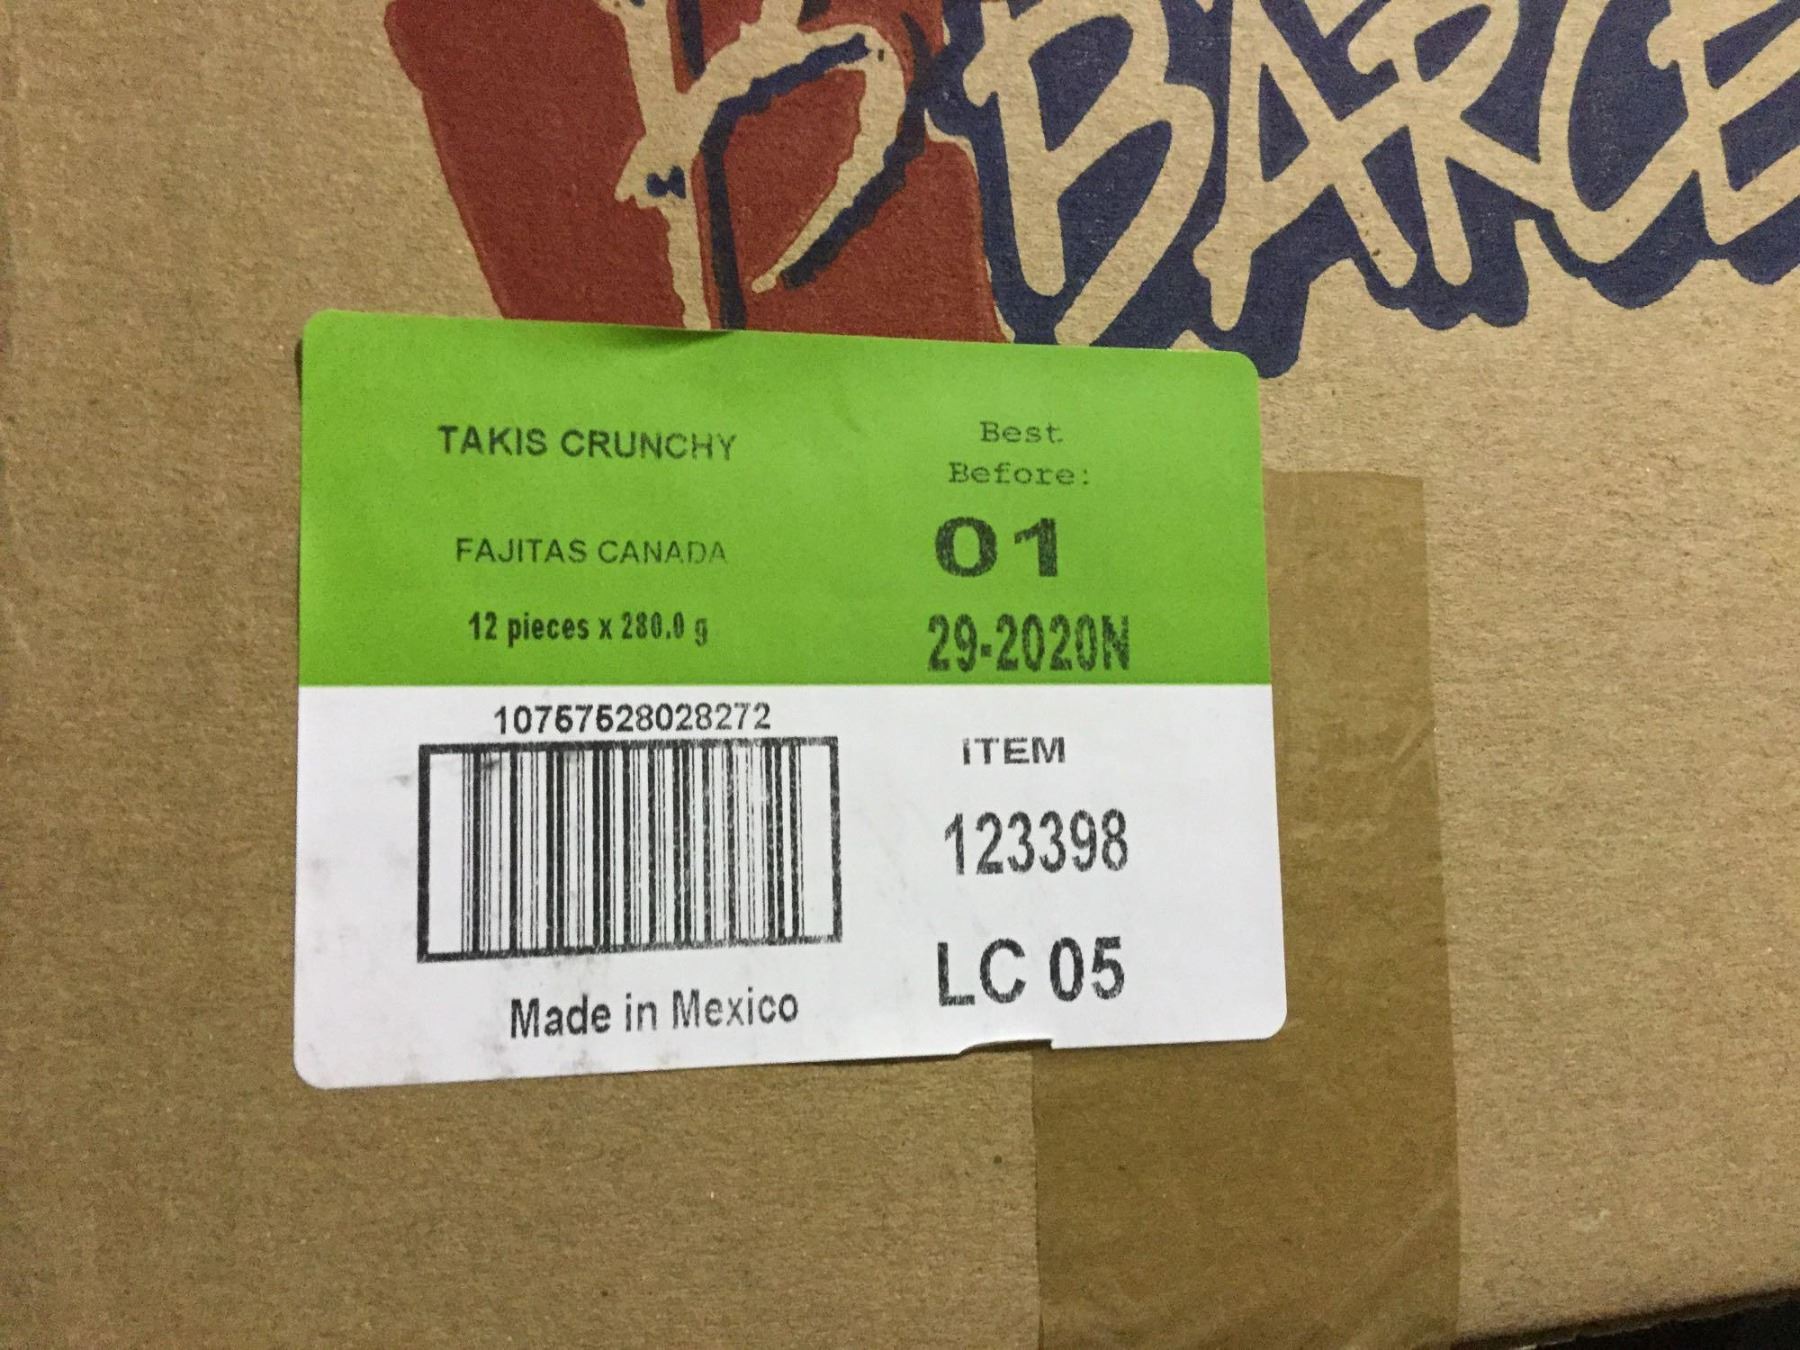 BARCE
TAKIS CRUNCHY
FAJITAS CANADA
12 pieces x 280.0 g
Best
Before:
01
29-2020N
10757528028272
Made in Mexico
ITEM
123398
LC 05